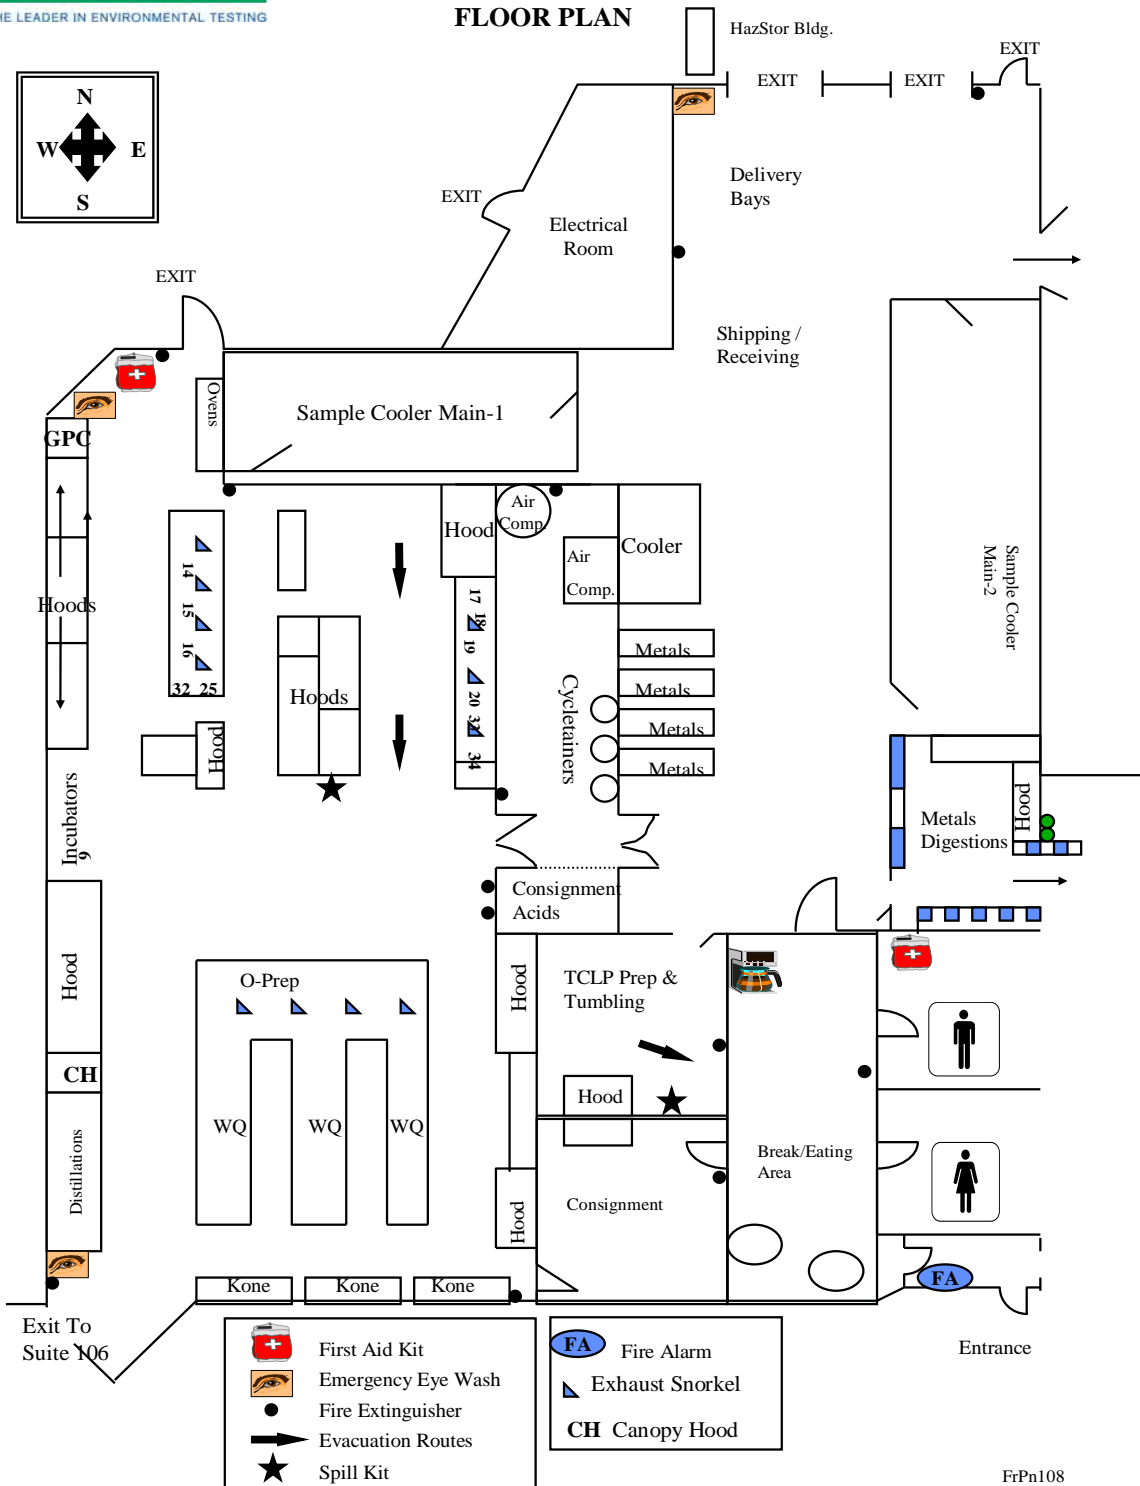 HE LEADER IN ENVIRONMENTAL TESTING
FLOOR PLAN
HazStor Bldg.
EXIT
EXIT
EXIT
N
W E
S
Delivery
Bays
EXIT
Electrical
Room
EXIT
Shipping /
Receiving
Ovens
Sample Cooler Main-1
GPC
Hood
Air
Comp.
Air
Comp.
Cooler
Sample Cooler
Main-2
14
15
16
32 25
Hoods
Hoods
17
18
19
20
33
34
Metals
Metals
Metals
Metals
Cycletainers
Hood
Incubators
9
Metals
Digestions
Hood
Consignment
Acids
Hood
O-Prep
Hood
TCLP Prep &
Tumbling
CH
Hood
WQ
WQ
WQ
Distillations
Break/Eating
Area
Consignment
Hood
Kone
Kone
Kone
FA
Exit To
Suite 106
Entrance
First Aid Kit
Emergency Eye Wash
Fire Extinguisher
Evacuation Routes
Spill Kit
FA Fire Alarm
Exhaust Snorkel
CH Canopy Hood
FrPn108